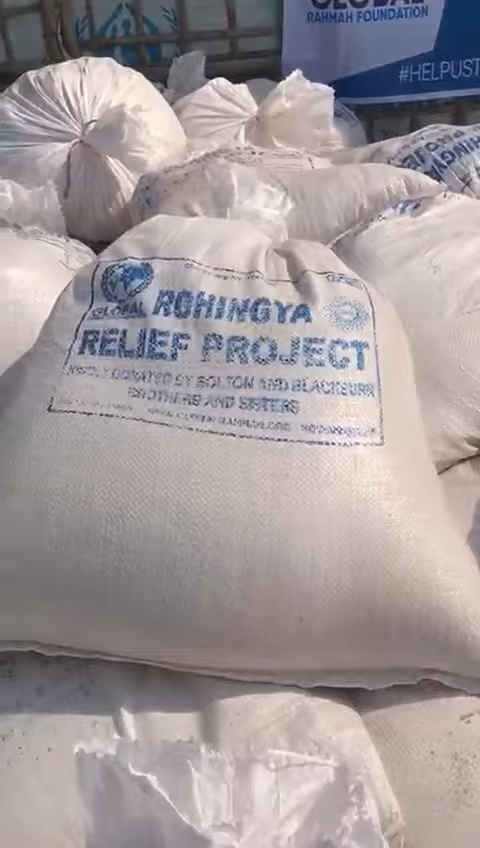 GLOBAL
RAHMAH FOUNDATION
#HELPUST
GLOBAL ROHINGYA
RELIEF PROJECT
DONATED BY BOLTON AND BLACKBURN
BROTHERS AND SISTERS